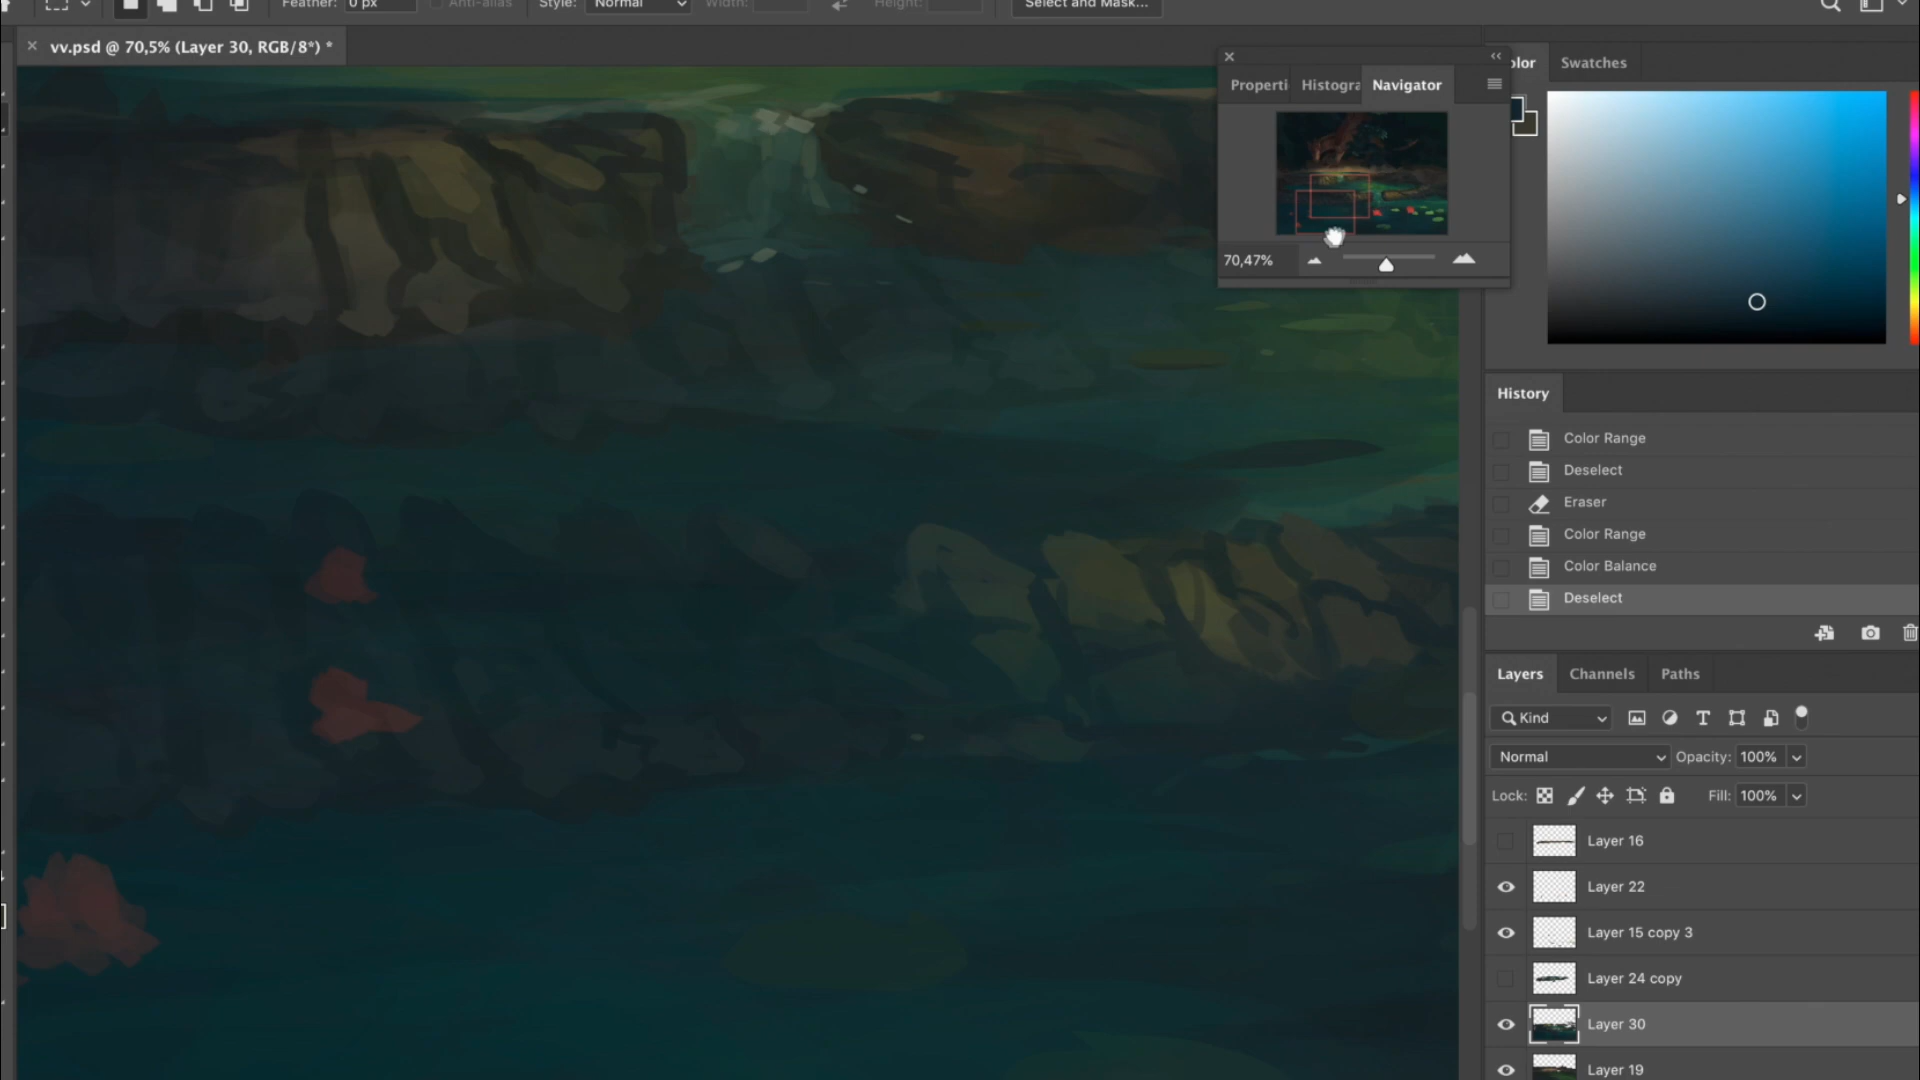 Feather: 0 px Anti-alias Style: Normal Width: Height: Select and Mask...
vv.psd @ 70,5% (Layer 30, RGB/8*) *
Properti Histogra Navigator
70,47%
olor Swatches
History
Color Range
Deselect
Eraser
Color Range
Color Balance
Deselect
Layers Channels Paths
Kind
Normal Opacity: 100%
Lock: Fill: 100%
Layer 16
Layer 22
Layer 15 copy 3
Layer 24 copy
Layer 30
Layer 19